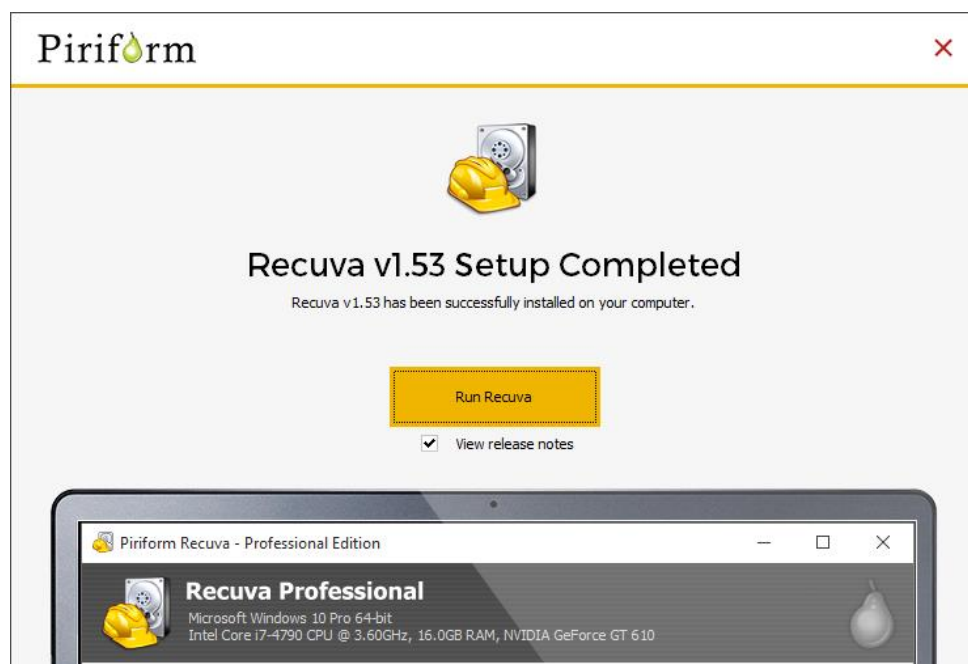 Piriform
Recuva v1.53 Setup Completed
Recuva v1.53 has been successfully installed on your computer.
Run Recuva
View release notes
Piriform Recuva - Professional Edition
Recuva Professional
Microsoft Windows 10 Pro 64-bit
Intel Core i7-4790 CPU @ 3.60GHz, 16.0GB RAM, NVIDIA GeForce GT 610